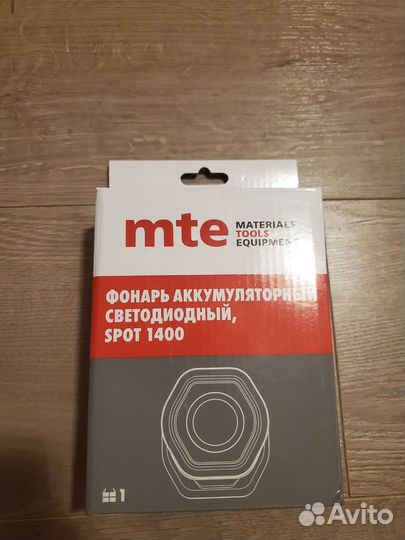 mte
MATERIALS
TOOLS
EQUIPMENT
ФОНАРЬ АККУМУЛЯТОРНЫЙ
СВЕТОДИОДНЫЙ,
SPOT 1400
1
Avito